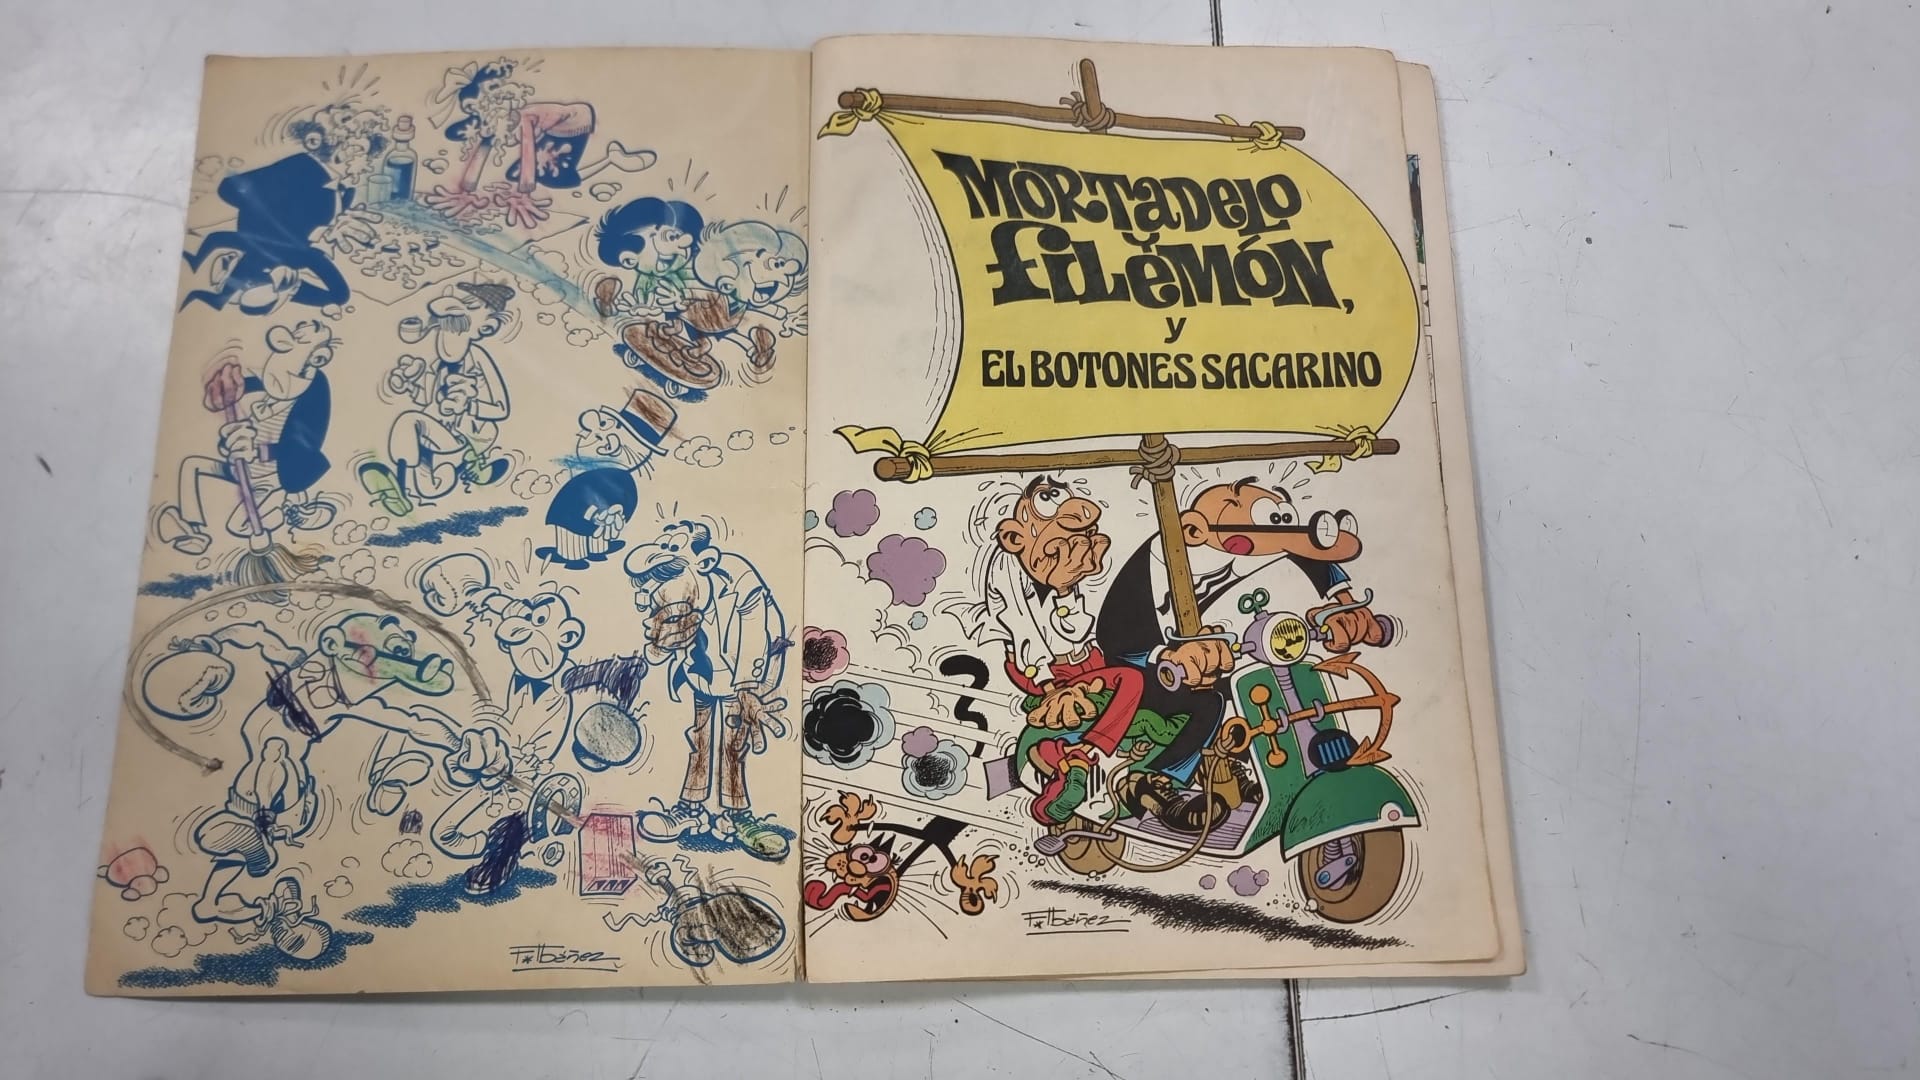 MORTADELO
Y
FILEMÓN,
y
EL BOTONES SACARINO
F. Ibáñez
F. Ibáñez